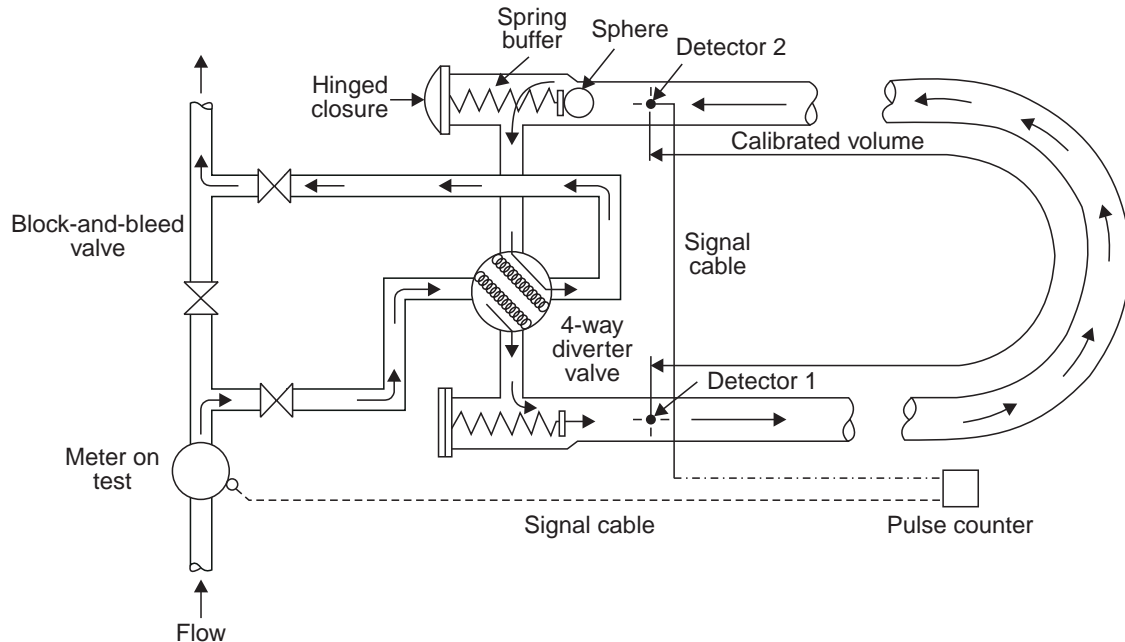 Spring
buffer
Sphere
Detector 2
Hinged
closure
Calibrated volume
Block-and-bleed
valve
Signal
cable
4-way
diverter
valve
Detector 1
Meter on
test
Signal cable
Pulse counter
Flow